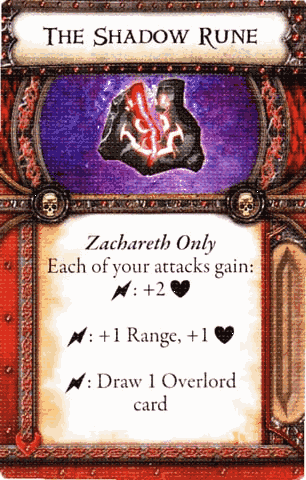 The Shadow Rune
Zachareth Only
Each of your attacks gain:
: +2
: +1 Range, +1
: Draw 1 Overlord
card